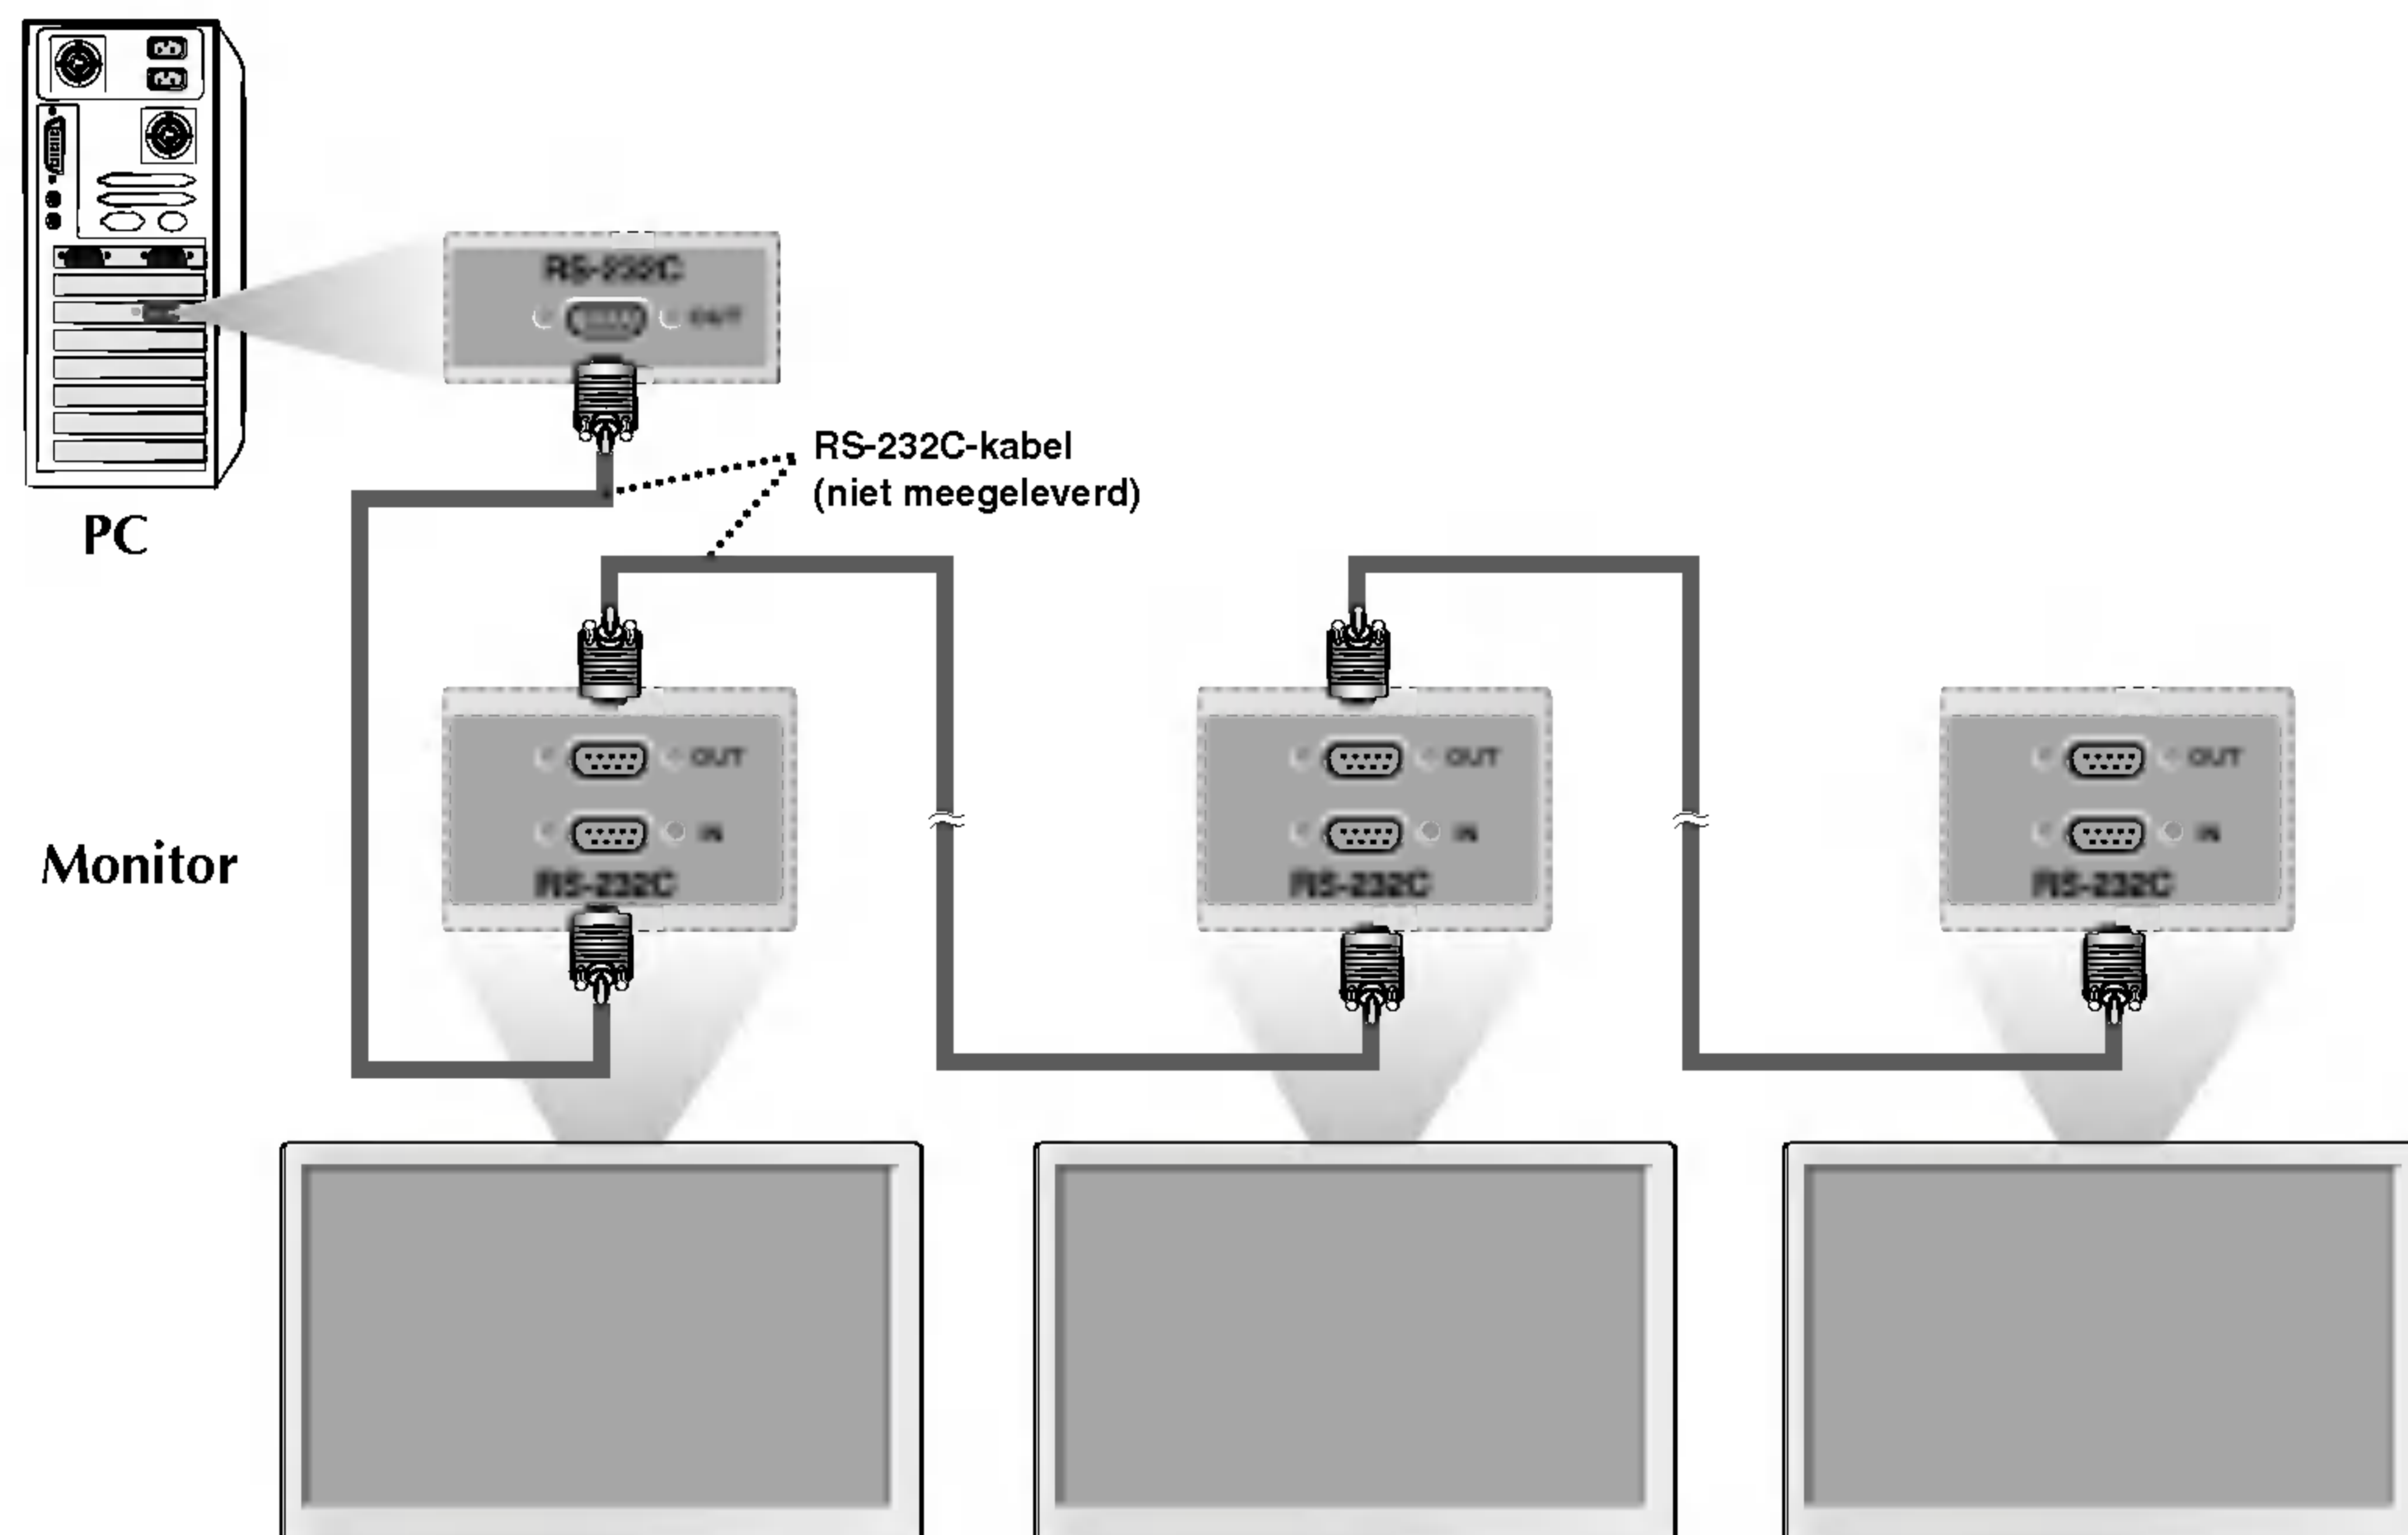 RS-232C
OUT
RS-232C-kabel
(niet meegeleverd)
PC
OUT
OUT
OUT
Monitor
IN
IN
IN
RS-232C
RS-232C
RS-232C